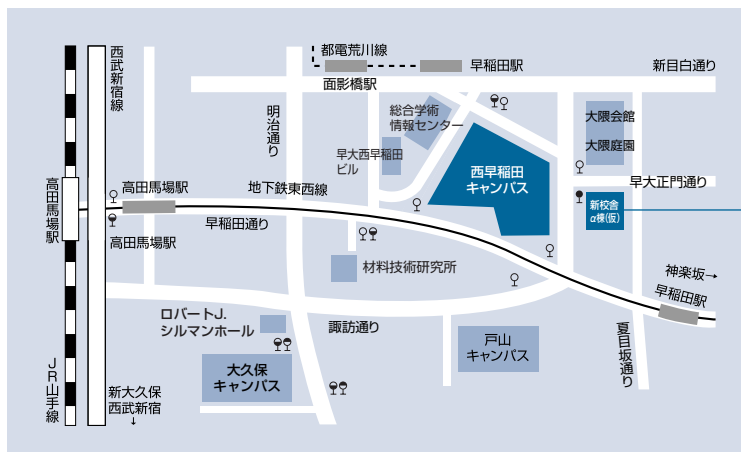 都電荒川線
早稲田駅
新目白通り
面影橋駅
西武新宿線
明治通り
総合学術
情報センター
大隈会館
大隈庭園
早大西早稲田
ビル
西早稲田
キャンパス
早大正門通り
高田馬場駅
高田馬場駅
地下鉄東西線
早稲田通り
新校舎
α棟(仮)
高田馬場駅
材料技術研究所
神楽坂→
早稲田駅
ロバートJ.
シルマンホール
諏訪通り
戸山
キャンパス
夏目坂通り
大久保
キャンパス
JR山手線
新大久保
西武新宿
↓